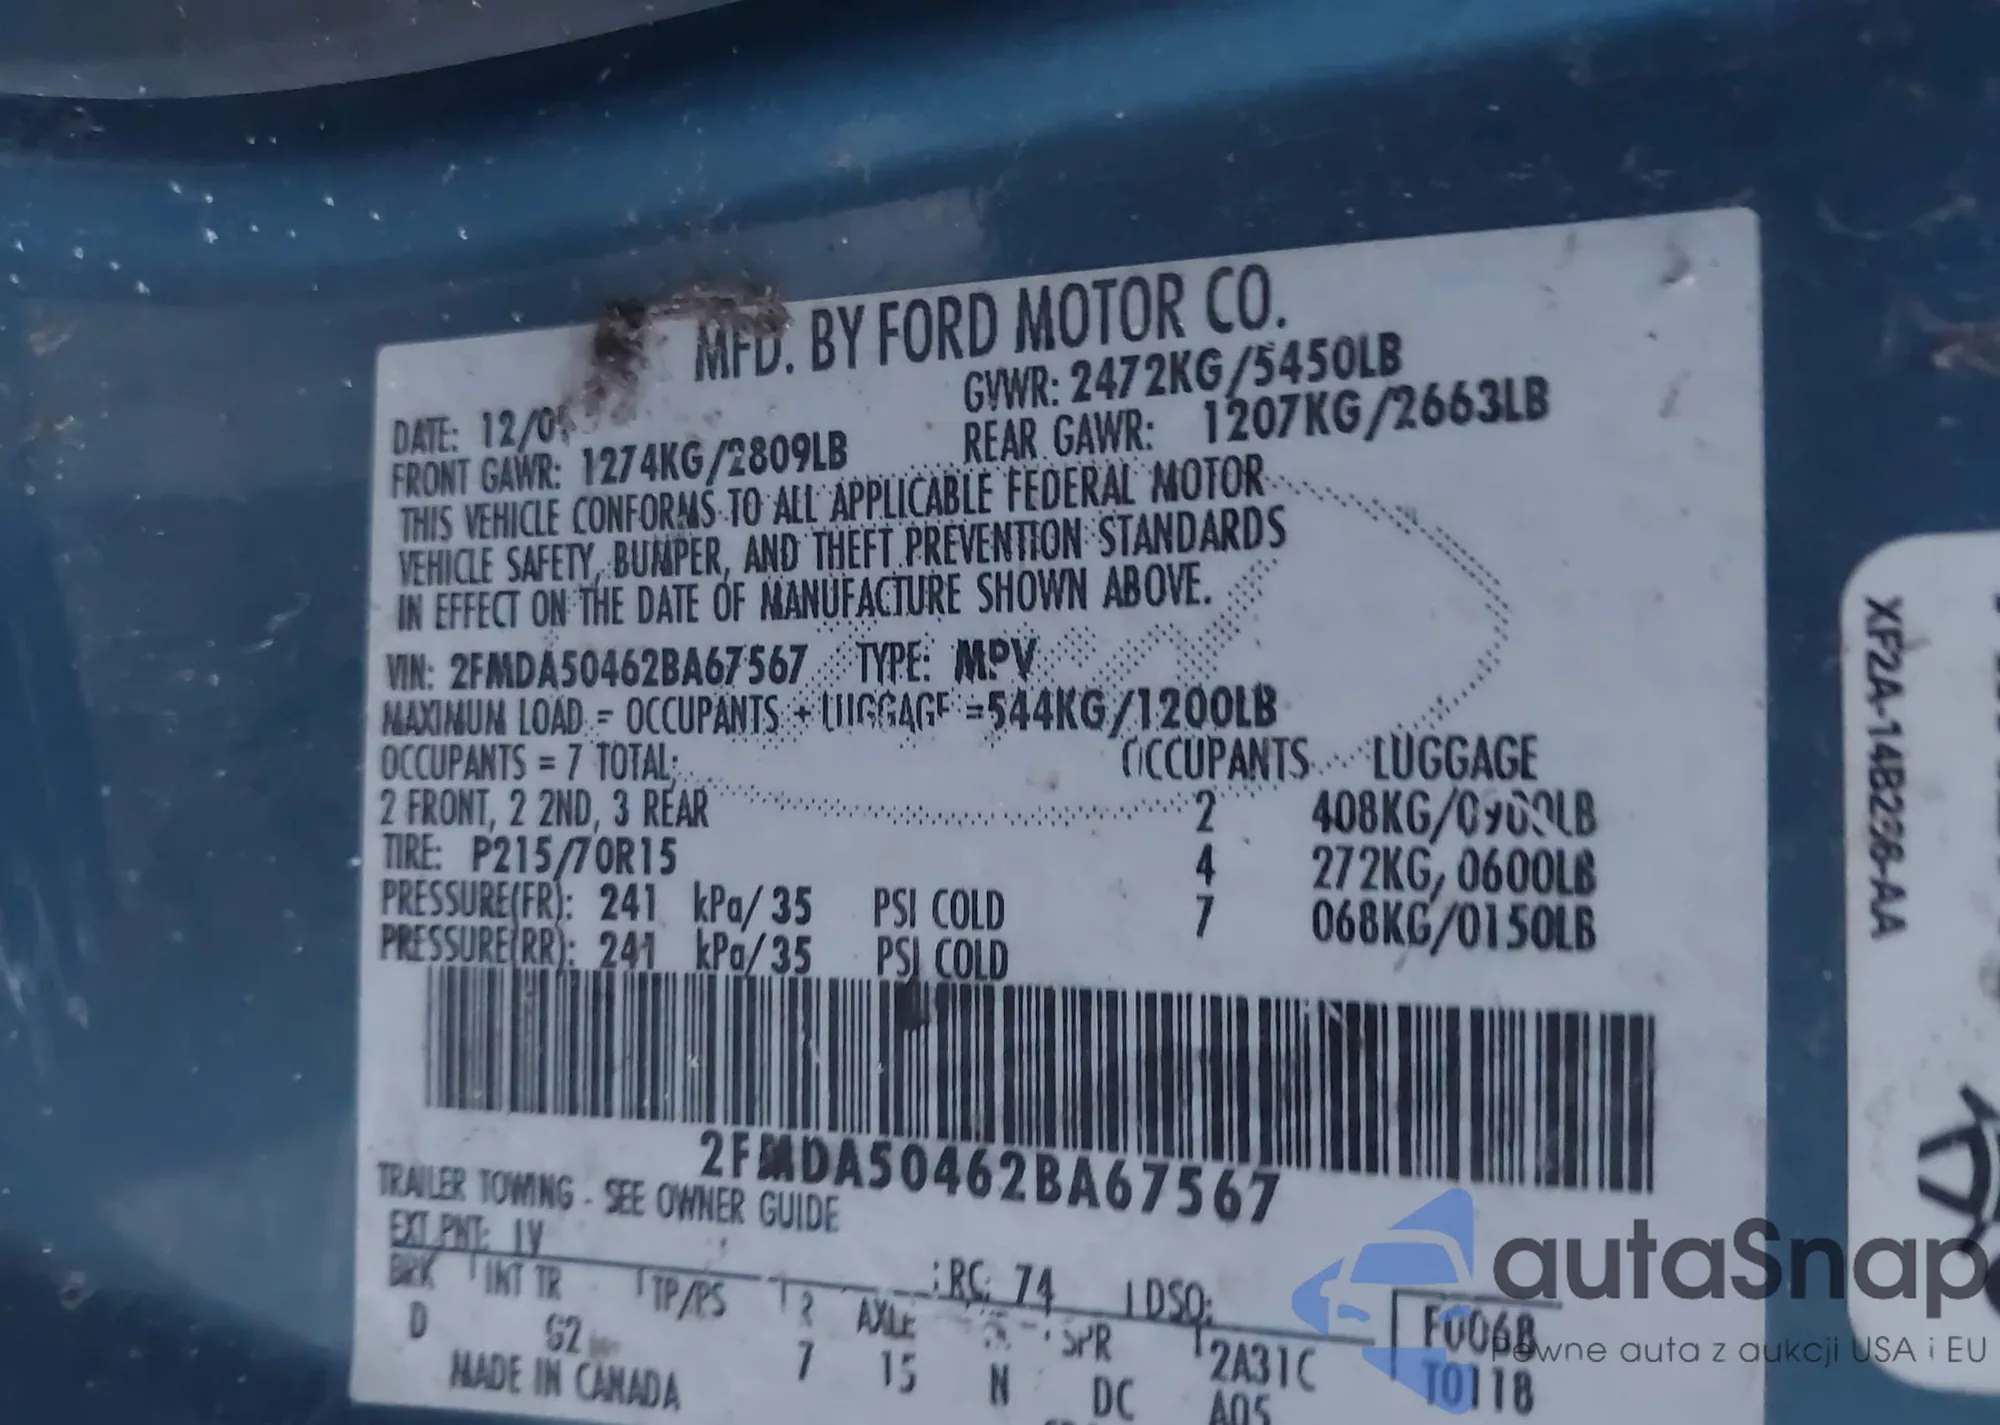 MFD. BY FORD MOTOR CO.
DATE: 12/0
GVWR: 2472KG/5450LB
FRONT GAWR: 1274KG/2809LB
REAR GAWR: 1207KG/2663LB
THIS VEHICLE CONFORMS TO ALL APPLICABLE FEDERAL MOTOR
VEHICLE SAFETY, BUMPER, AND THEFT PREVENTION STANDARDS
IN EFFECT ON THE DATE OF MANUFACTURE SHOWN ABOVE.
VIN: 2FMDA50462BA67567 TYPE: MPV
MAXIMUM LOAD = OCCUPANTS + LUGGAGE =544KG/1200LB
OCCUPANTS = 7 TOTAL; OCCUPANTS LUGGAGE
2 FRONT, 2 2ND, 3 REAR 2 408KG/0900LB
TIRE: P215/70R15 4 272KG/0600LB
PRESSURE(FR): 241 kPa/ 35 PSI COLD 7 068KG/0150LB
PRESSURE(RR): 241 kPa/ 35 PSI COLD
2FMDA50462BA67567
TRAILER TOWING - SEE OWNER GUIDE
EXT PNT: 1V RC: 74 DSO:
BRK INT TR TP/PS R AXLE SPR
D G2 7 15 N DC
MADE IN CANADA
2A31C
A05
F0068
T0118
XF2A-14B296-AA
autaSnap
Pewne auta z aukcji USA i EU